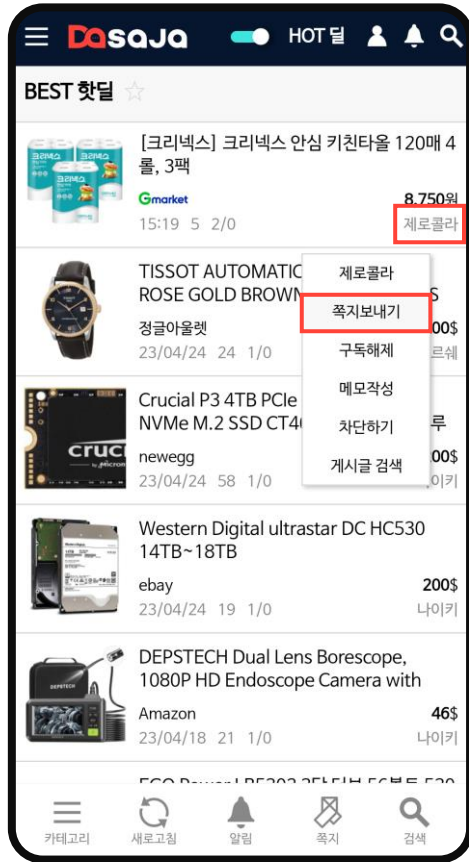 Dasaja HOT딜
BEST 핫딜
[크리넥스] 크리넥스 안심 키친타올 120매 4
롤, 3팩
Gmarket
8,750원
15:19 5 2/0
제로콜라
TISSOT AUTOMATIC
ROSE GOLD BROWN
S
정글아울렛
00$
23/04/24 24 1/0
르쉐
제로콜라
쪽지보내기
구독해제
메모작성
차단하기
게시글 검색
Crucial P3 4TB PCIe
NVMe M.2 SSD CT4
루
newegg
00$
23/04/24 58 1/0
이키
Western Digital ultrastar DC HC530
14TB~18TB
ebay
200$
23/04/24 19 1/0
나이키
DEPSTECH Dual Lens Borescope,
1080P HD Endoscope Camera with
Amazon
46$
23/04/18 21 1/0
나이키
카테고리 새로고침 알림 쪽지 검색